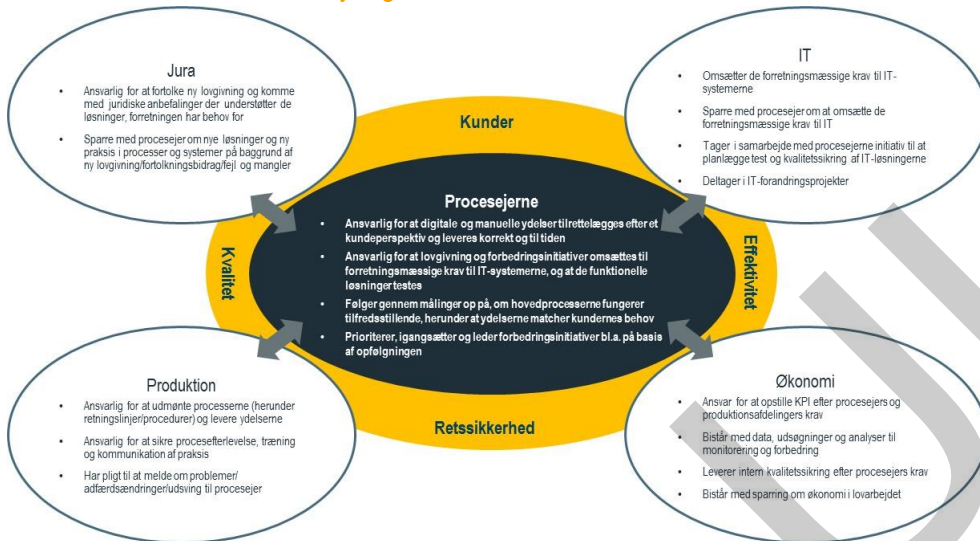 Jura
• Ansvarlig for at fortolke ny lovgivning og komme
med juridiske anbefalinger der understøtter de
løsninger, forretningen har behov for
• Sparre med procesejer om nye løsninger og ny
praksis i processer og systemer på baggrund af
ny lovgiving/fortolkningsbidrag/fejl og mangler
IT
• Omsætter de forretningsmæssige krav til IT-
systemerne
• Sparre med procesejer om at omsætte de
forretningsmæssige krav til IT
• Tager i samarbejde med procesejerne initiativ til at
planlægge test og kvalitetssikring af IT-løsningerne
• Deltager i IT-forandringsprojekter
Kunder
Kvalitet
Effektivitet
Procesejerne
• Ansvarlig for at digitale og manuelle ydelser tilrettelægges efter et
kundeperspektiv og leveres korrekt og til tiden
• Ansvarlig for at lovgivning og forbedringsinitiativer omsættes til
forretningsmæssige krav til IT-systemerne, og at de funktionelle
løsninger testes
• Følger gennem målinger op på, om hovedprocesserne fungerer
tilfredsstillende, herunder at ydelserne matcher kundernes behov
• Prioriterer, igangsætter og leder forbedringsinitiativer bl.a. på basis
af opfølgningen
Retssikkerhed
Produktion
• Ansvarlig for at udmønte processerne (herunder
retningslinjer/procedurer) og levere ydelserne
• Ansvarlig for at sikre procesefterlevelse, træning
og kommunikation af praksis
• Har pligt til at melde om problemer/
adfærdsændringer/udsving til procesejer
Økonomi
• Ansvar for at opstille KPI efter procesejers og
produktionsafdelingers krav
• Bistår med data, udsøgninger og analyser til
monitorering og forbedring
• Leverer intern kvalitetssikring efter procesejers krav
• Bistår med sparring om økonomi i lovarbejdet